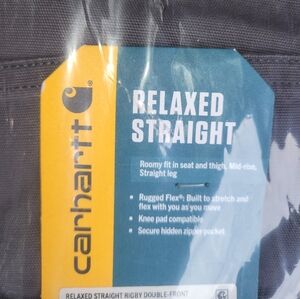 carhartt
RELAXED
STRAIGHT
Roomy fit in seat and thigh, Mid-rise,
Straight leg
• Rugged Flex®: Built to stretch and
flex with you as you move
• Knee pad compatible
• Secure hidden zipper pocket
RELAXED STRAIGHT RIGBY DOUBLE-FRONT